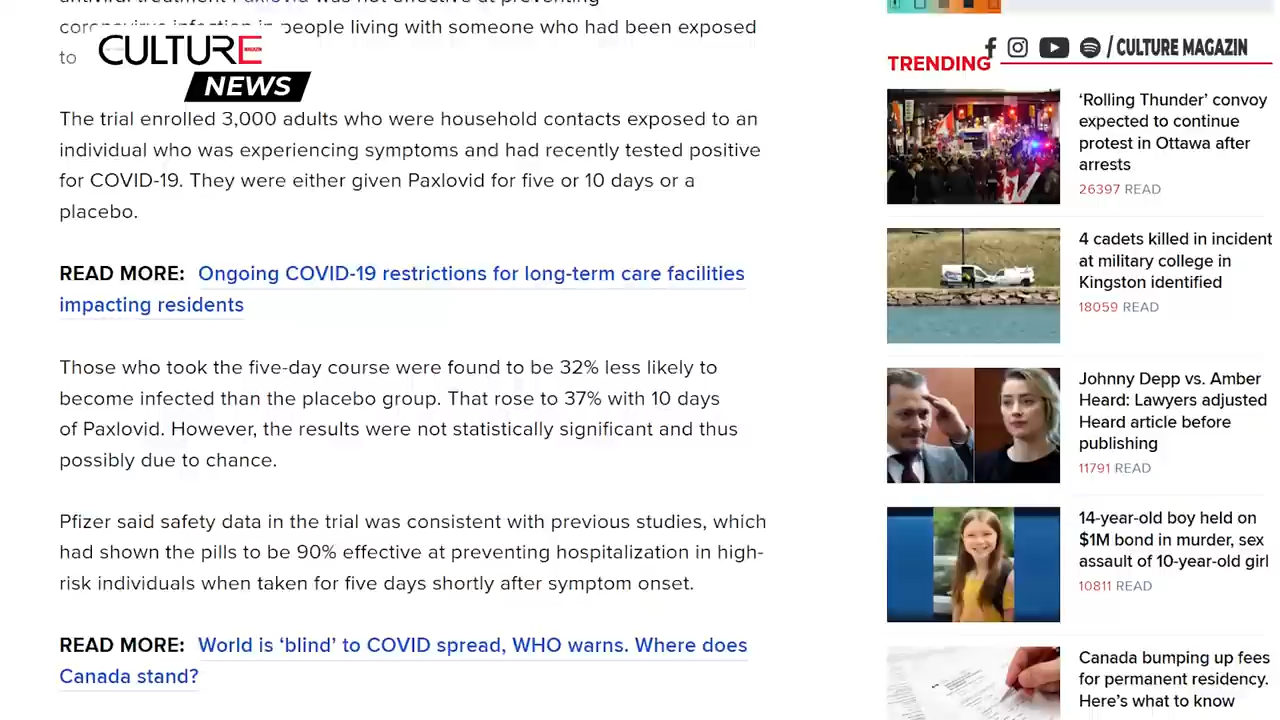 antiviral treatment Paxlovid was not effective at preventing
coronavirus infection in people living with someone who had been exposed
to
CULTURE
NEWS
The trial enrolled 3,000 adults who were household contacts exposed to an
individual who was experiencing symptoms and had recently tested positive
for COVID-19. They were either given Paxlovid for five or 10 days or a
placebo.
READ MORE: Ongoing COVID-19 restrictions for long-term care facilities
impacting residents
Those who took the five-day course were found to be 32% less likely to
become infected than the placebo group. That rose to 37% with 10 days
of Paxlovid. However, the results were not statistically significant and thus
possibly due to chance.
Pfizer said safety data in the trial was consistent with previous studies, which
had shown the pills to be 90% effective at preventing hospitalization in high-
risk individuals when taken for five days shortly after symptom onset.
READ MORE: World is ‘blind’ to COVID spread, WHO warns. Where does
Canada stand?
/ CULTURE MAGAZIN
TRENDING
‘Rolling Thunder’ convoy
expected to continue
protest in Ottawa after
arrests
26397 READ
4 cadets killed in incident
at military college in
Kingston identified
18059 READ
Johnny Depp vs. Amber
Heard: Lawyers adjusted
Heard article before
publishing
11791 READ
14-year-old boy held on
$1M bond in murder, sex
assault of 10-year-old girl
10811 READ
Canada bumping up fees
for permanent residency.
Here’s what to know